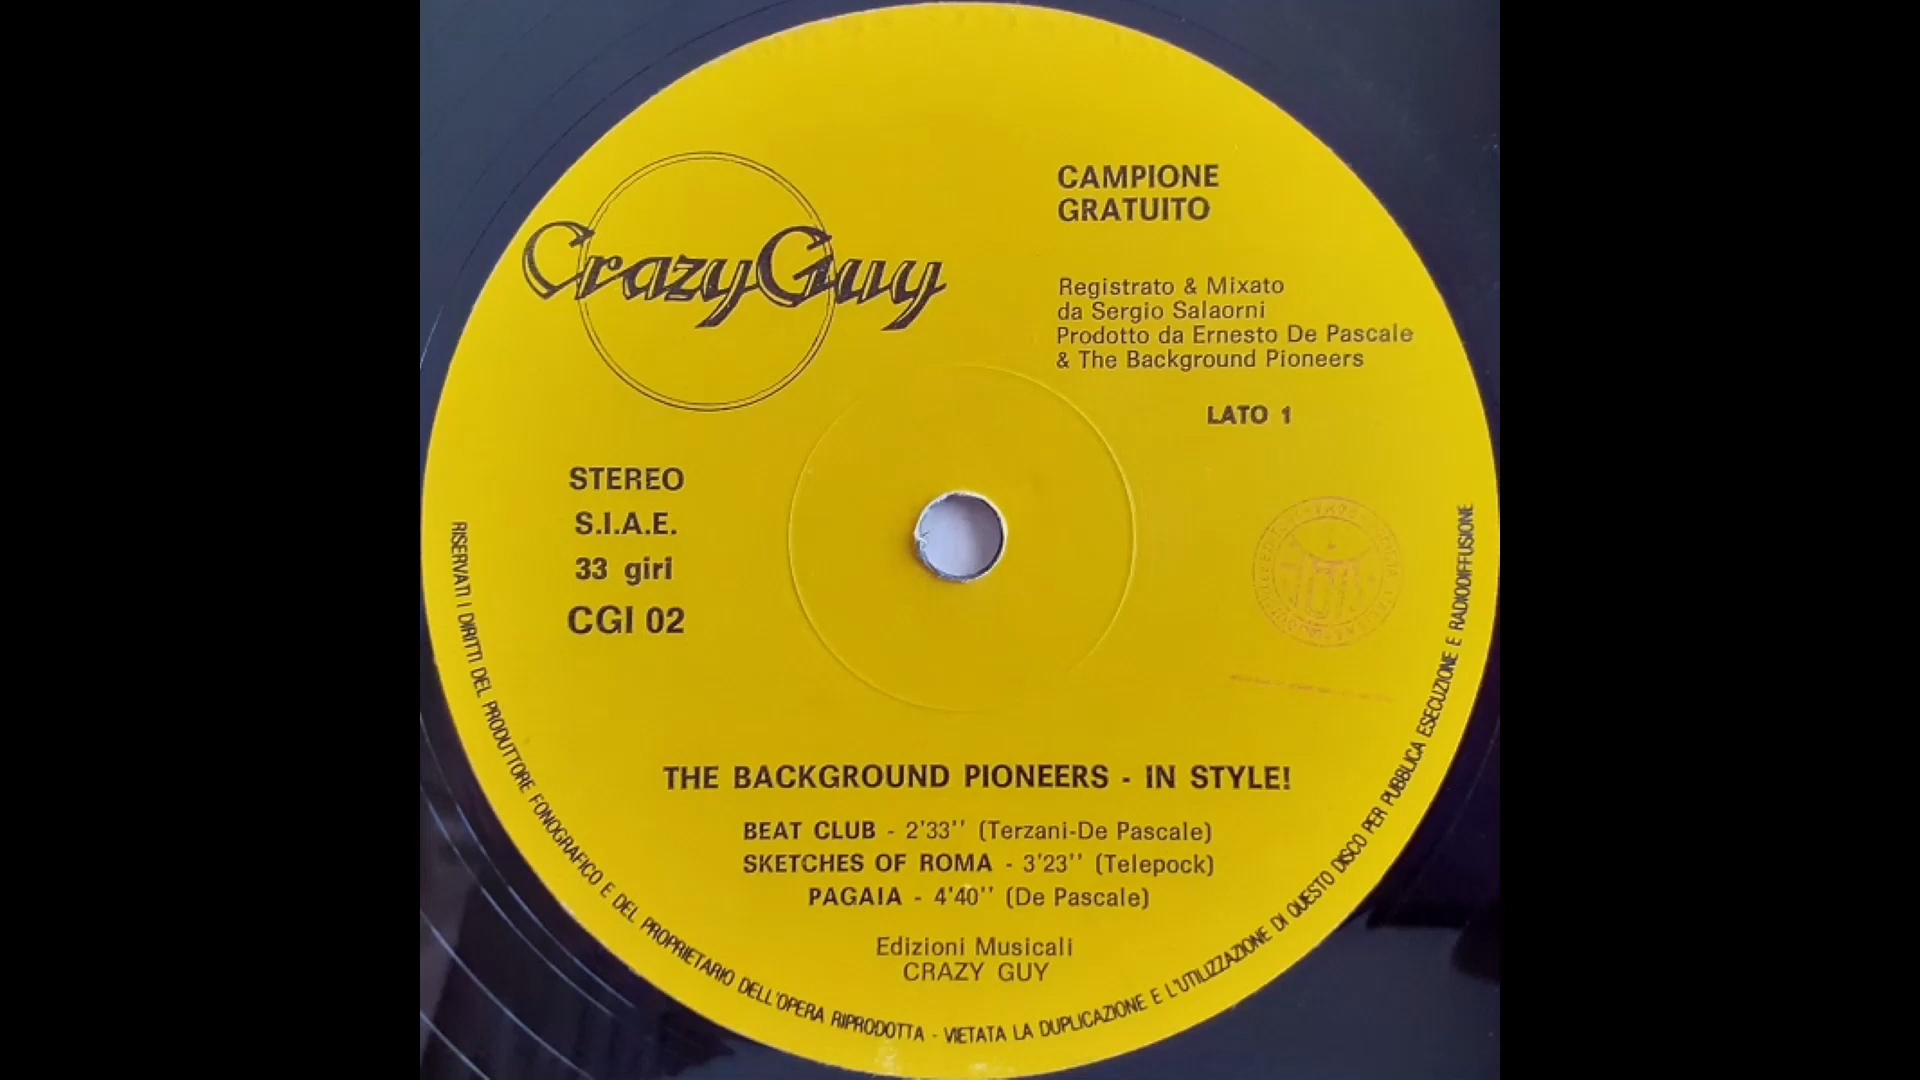 CrazyGuy
CAMPIONE
GRATUITO
Registrato & Mixato
da Sergio Salaorni
Prodotto da Ernesto De Pascale
& The Background Pioneers
LATO 1
STEREO
S.I.A.E.
33 giri
CGI 02
THE BACKGROUND PIONEERS - IN STYLE!
BEAT CLUB - 2'33'' (Terzani-De Pascale)
SKETCHES OF ROMA - 3'23'' (Telepock)
PAGAIA - 4'40'' (De Pascale)
Edizioni Musicali
CRAZY GUY
RISERVATI I DIRITTI DEL PRODUTTORE FONOGRAFICO E DEL PROPRIETARIO DELL'OPERA RIPRODOTTA - VIETATA LA DUPLICAZIONE E L'UTILIZZAZIONE DI QUESTO DISCO PER PUBBLICA ESECUZIONE E RADIODIFFUSIONE